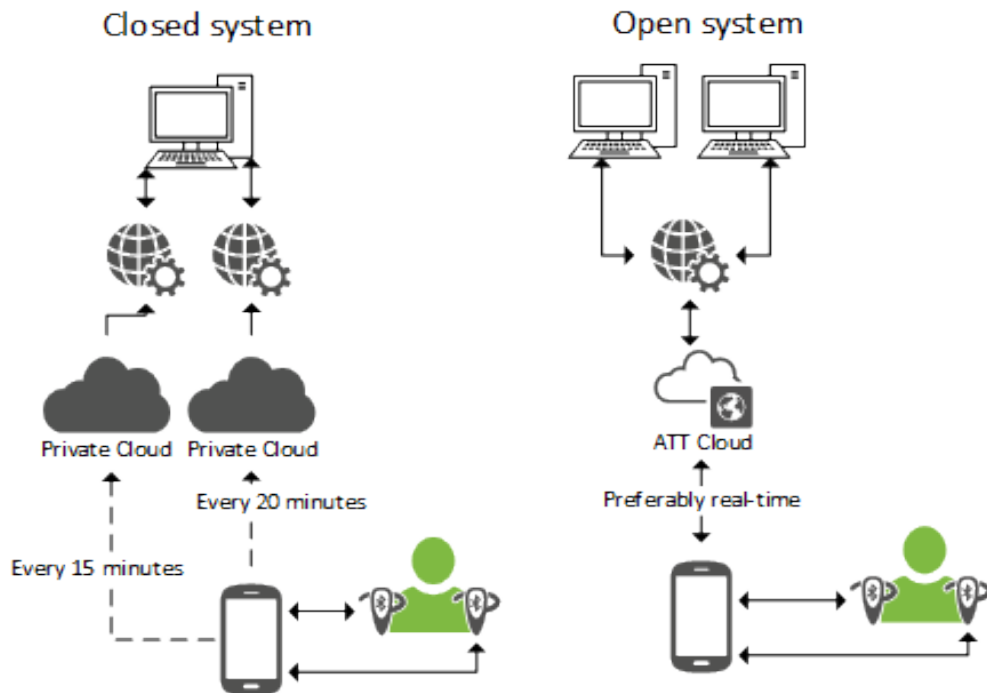 Closed system
Open system
Private Cloud
Private Cloud
ATT Cloud
Every 20 minutes
Preferably real-time
Every 15 minutes